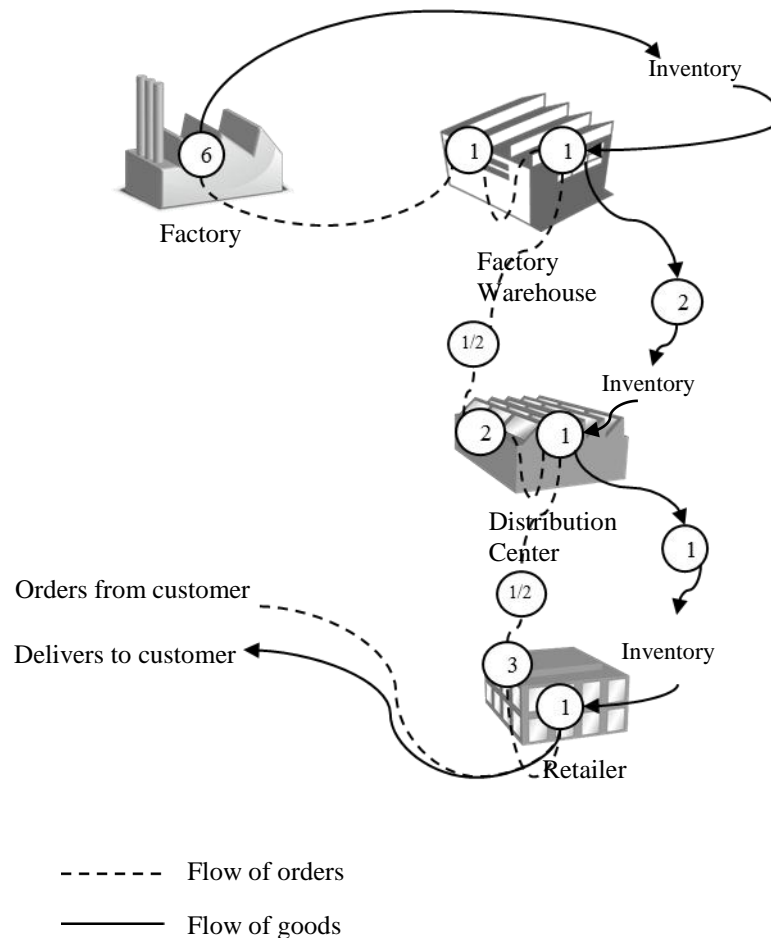 Inventory
6
1
1
Factory
Factory
Warehouse
2
1/2
Inventory
2
1
Distribution
Center
1
Orders from customer
1/2
Delivers to customer
Inventory
3
1
Retailer
Flow of orders
Flow of goods